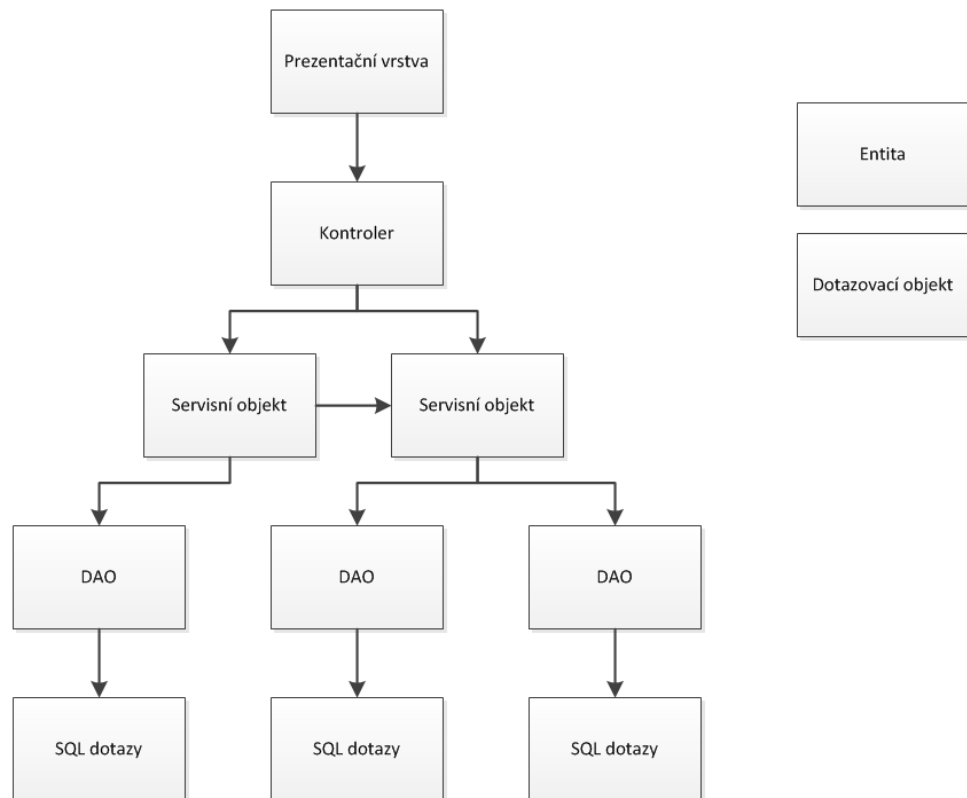 Prezentační vrstva
Entita
Kontroler
Dotazovací objekt
Servisní objekt
Servisní objekt
DAO
DAO
DAO
SQL dotazy
SQL dotazy
SQL dotazy